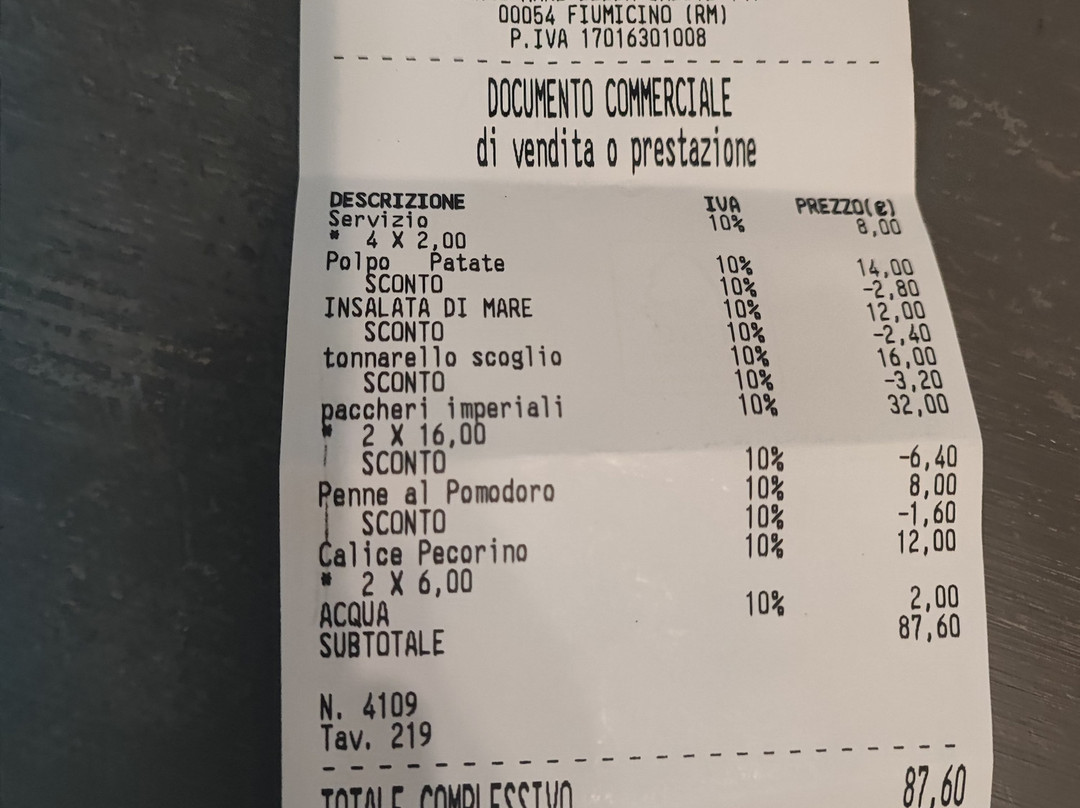 00054 FIUMICINO (RM)
P.IVA 17016301008
DOCUMENTO COMMERCIALE
di vendita o prestazione
DESCRIZIONE IVA PREZZO(€)
Servizio 10% 8,00
* 4 X 2,00
Polpo Patate 10% 14,00
SCONTO 10% -2,80
INSALATA DI MARE 10% 12,00
SCONTO 10% -2,40
tonnarello scoglio 10% 16,00
SCONTO 10% -3,20
paccheri imperiali 10% 32,00
* 2 X 16,00
SCONTO 10% -6,40
Penne al Pomodoro 10% 8,00
SCONTO 10% -1,60
Calice Pecorino 10% 12,00
* 2 X 6,00
ACQUA 10% 2,00
SUBTOTALE 87,60
N. 4109
Tav. 219
TOTALE COMPLESSIVO 87,60